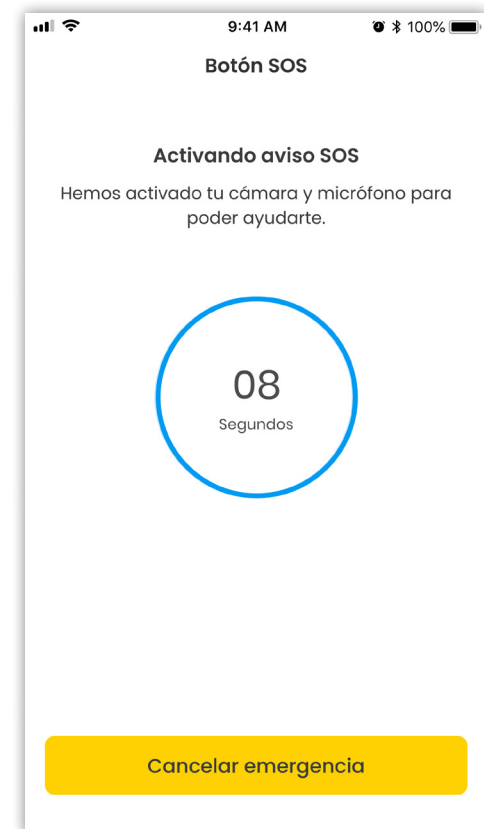 9:41 AM
100%
Botón SOS
Activando aviso SOS
Hemos activado tu cámara y micrófono para
poder ayudarte.
08
Segundos
Cancelar emergencia